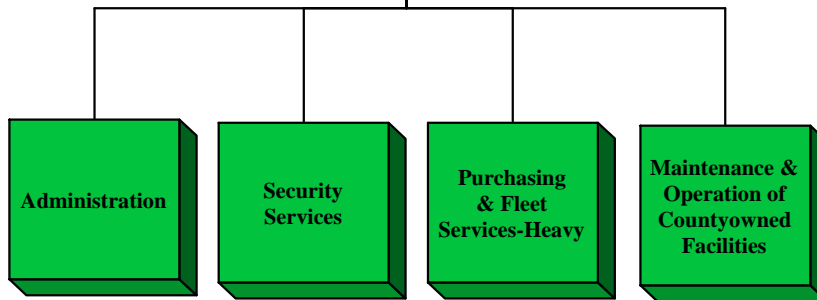 Administration
Security
Services
Purchasing
& Fleet
Services-Heavy
Maintenance &
Operation of
Countyowned
Facilities